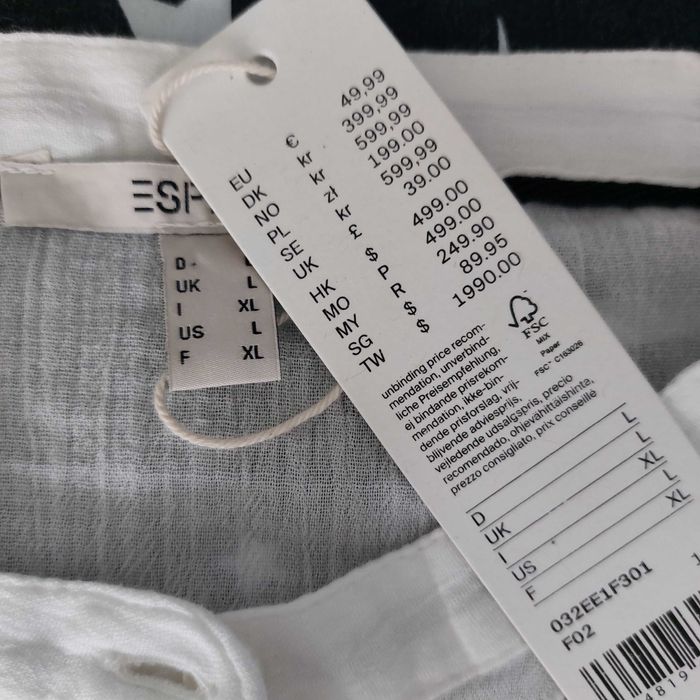 ESP
D L
UK L
I XL
US L
F XL
EU € 49,99
DK kr 399,99
NO kr 599,99
PL zł 199.00
SE kr 599,99
UK £ 39.00
HK $ 499.00
MO P 499.00
MY R 249.90
SG $ 89.95
TW $ 1990.00
FSC
MIX
Paper
FSC® C163026
unbinding price recom-
mendation, unverbind-
liche Preisempfehlung,
ej bindande prisrekom-
mendation, ikke-bin-
dende prisforslag, vrij-
blijvende adviesprijs,
vejledende udsalgspris, precio
recomendado, ohjevähittäishinta,
prezzo consigliato, prix conseillé
D L
UK L
I XL
US L
F XL
032EE1F301
F02
4819